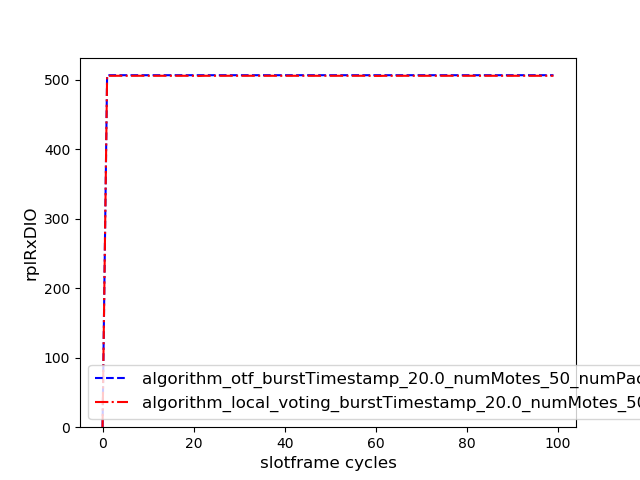 500
400
300
200
100
0
rplRxDIO
algorithm_otf_burstTimestamp_20.0_numMotes_50_numPac
algorithm_local_voting_burstTimestamp_20.0_numMotes_50
0 20 40 60 80 100
slotframe cycles